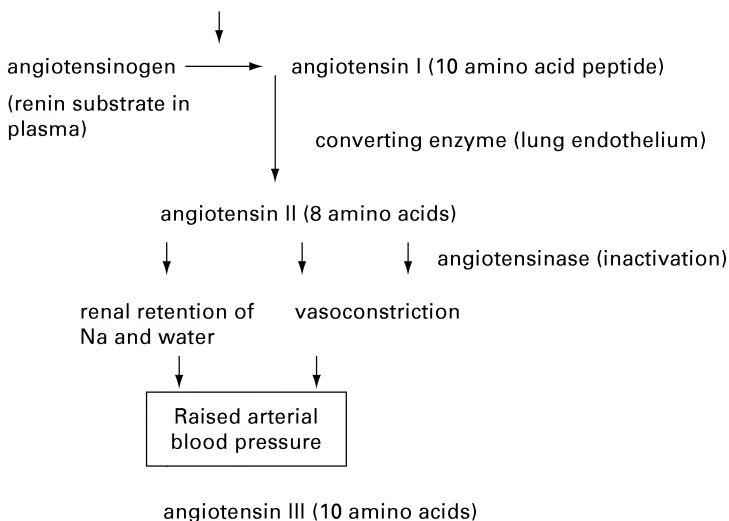 angiotensinogen
angiotensin I (10 amino acid peptide)
(renin substrate in
plasma)
converting enzyme (lung endothelium)
angiotensin II (8 amino acids)
angiotensinase (inactivation)
renal retention of
Na and water
vasoconstriction
Raised arterial
blood pressure
angiotensin III (10 amino acids)